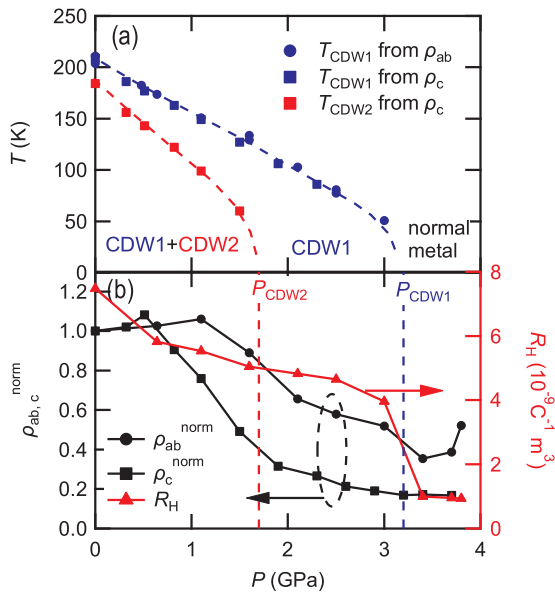 (a)
T_CDW1 from ρ_ab
T_CDW1 from ρ_c
T_CDW2 from ρ_c
250
200
150
100
50
0
T (K)
CDW1+CDW2
CDW1
normal
metal
(b)
P_CDW2
P_CDW1
1.2
1.0
0.8
0.6
0.4
0.2
0.0
ρ_ab, c^norm
ρ_ab^norm
ρ_c^norm
R_H
8
6
4
2
0
R_H (10^-9 C^-1 m^3)
0
1
2
3
4
P (GPa)